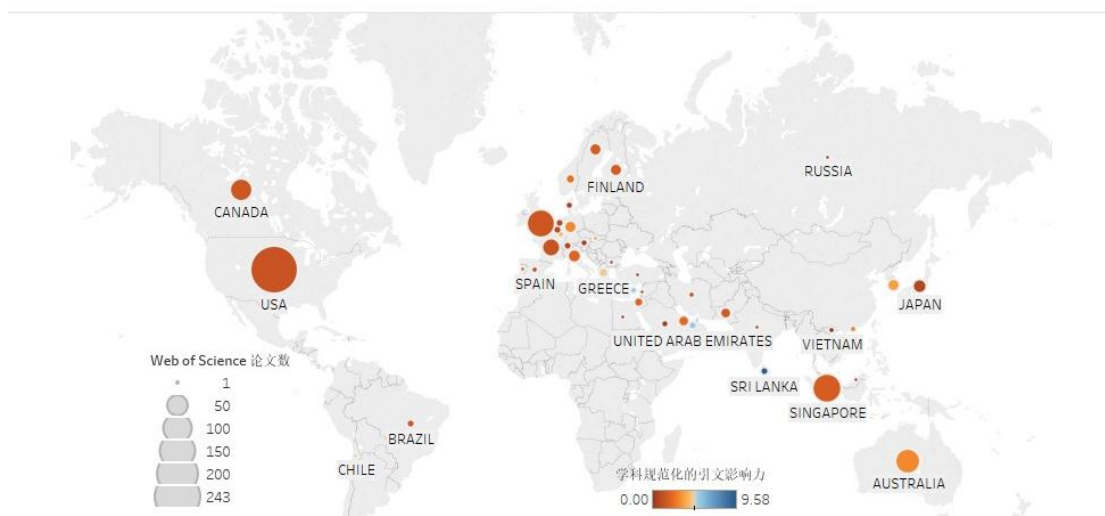 RUSSIA
FINLAND
CANADA
SPAIN
GREECE
JAPAN
USA
UNITED ARAB EMIRATES
VIETNAM
Web of Science 论文数
1
50
100
150
200
243
SRI LANKA
SINGAPORE
BRAZIL
CHILE
学科规范化的引文影响力
0.00 9.58
AUSTRALIA